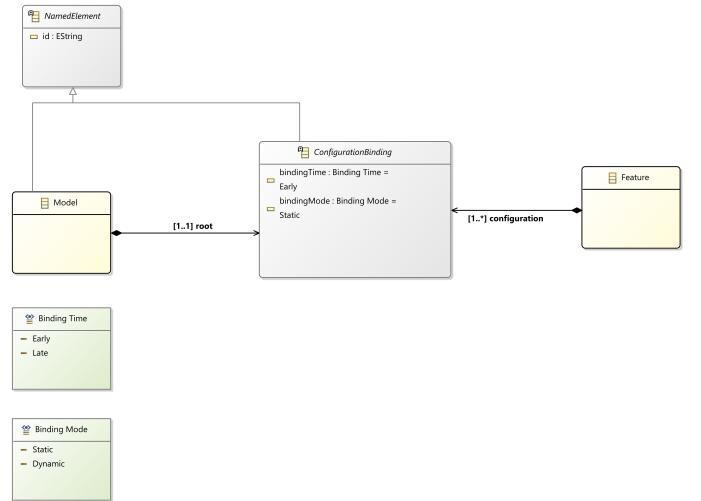 NamedElement
id : EString
ConfigurationBinding
bindingTime : Binding Time =
Early
bindingMode : Binding Mode =
Static
Feature
Model
[1..1] root
[1..*] configuration
Binding Time
Early
Late
Binding Mode
Static
Dynamic